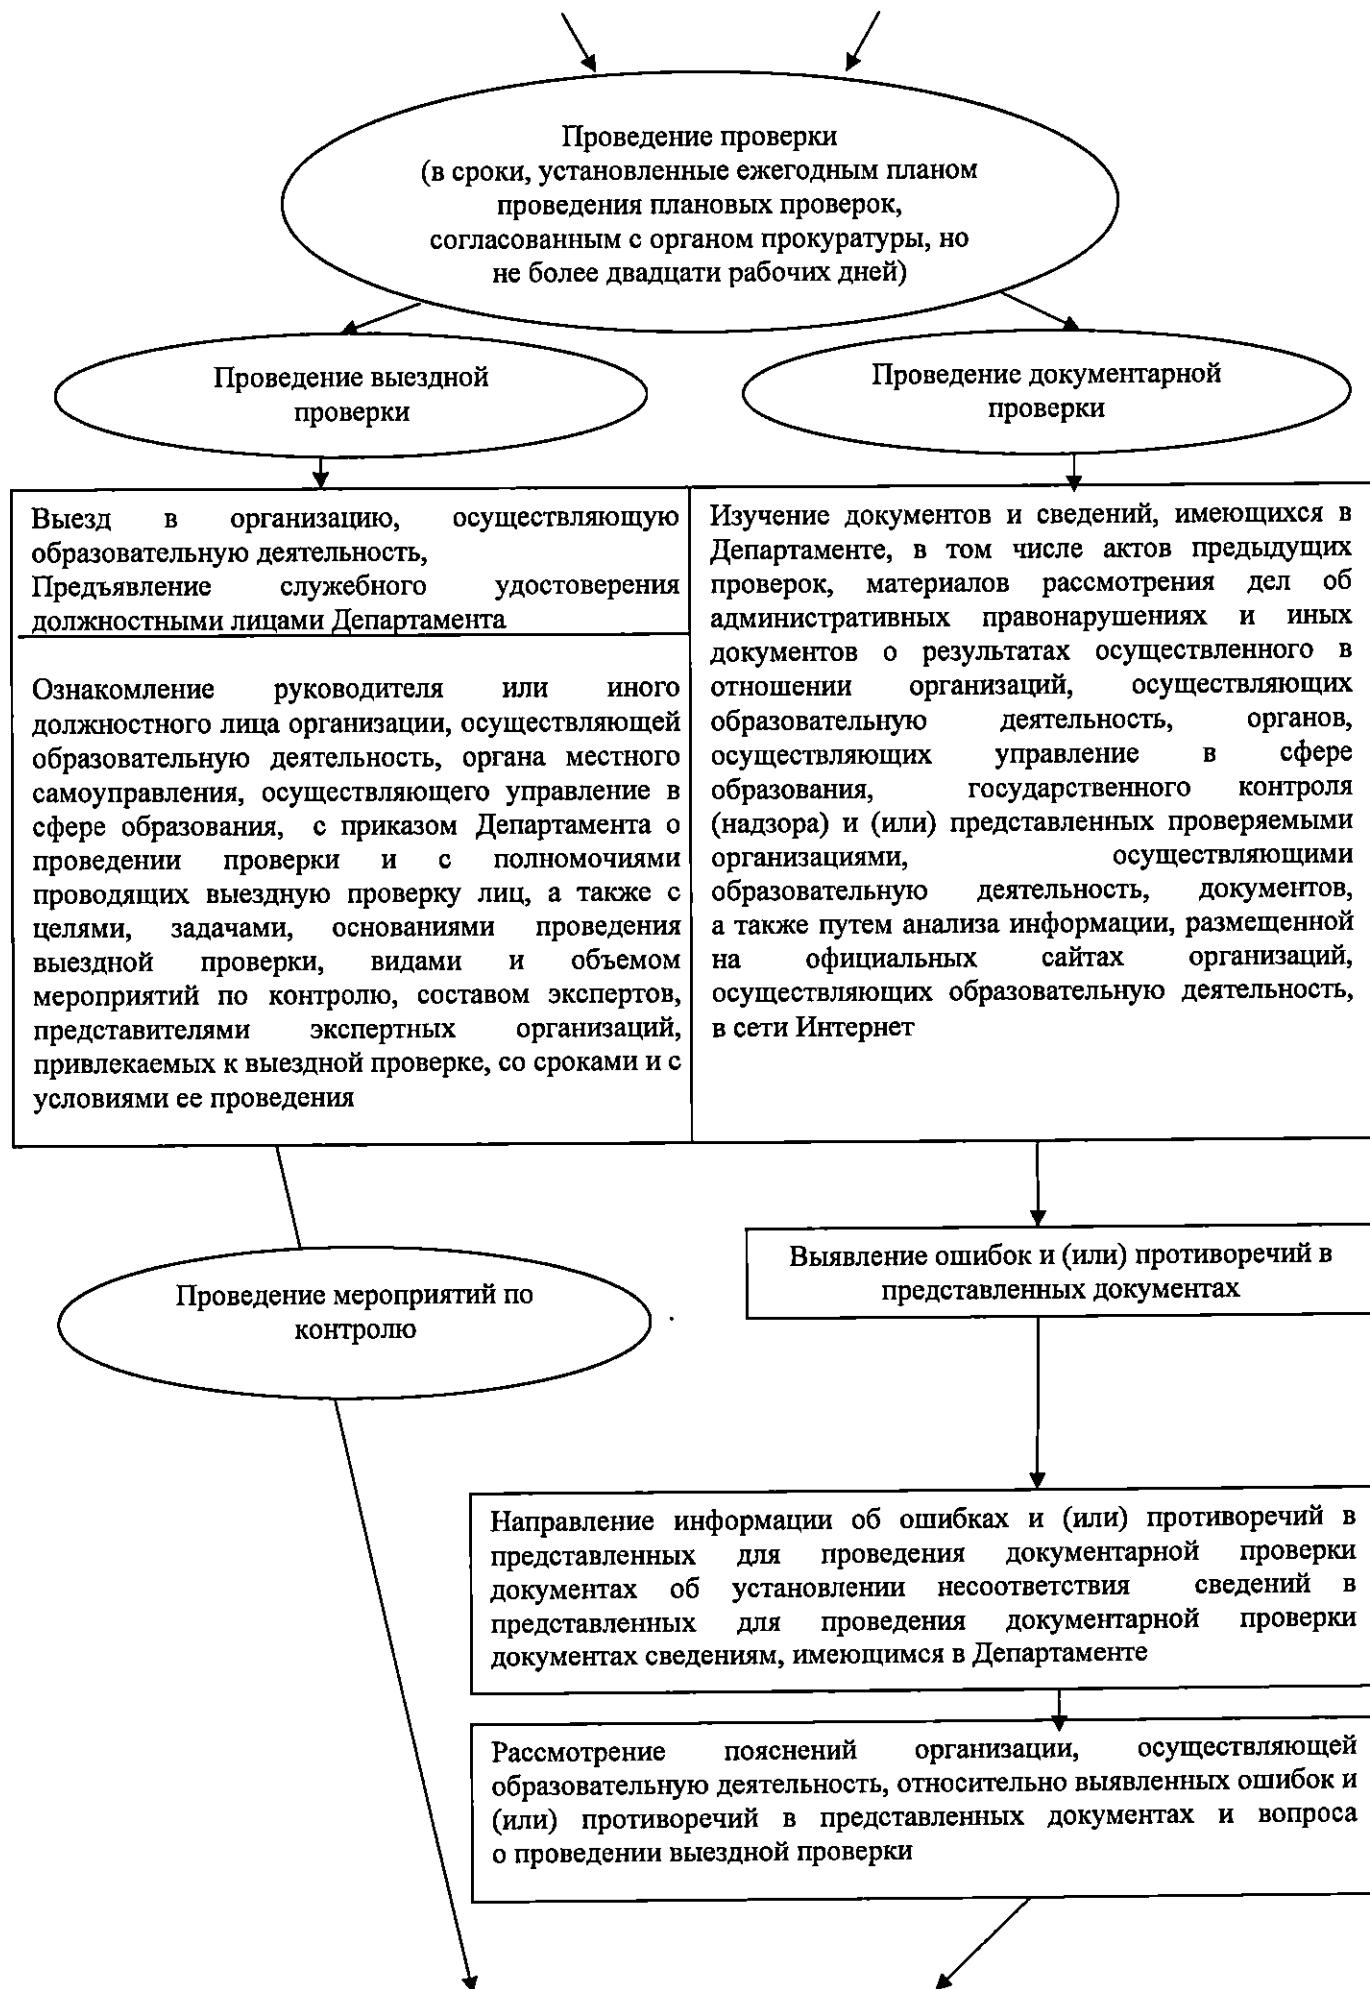 Проведение проверки
(в сроки, установленные ежегодным планом
проведения плановых проверок,
согласованным с органом прокуратуры, но
не более двадцати рабочих дней)
Проведение выездной
проверки
Проведение документарной
проверки
Выезд в организацию, осуществляющую
образовательную деятельность,
Предъявление служебного удостоверения
должностными лицами Департамента
Ознакомление руководителя или иного
должностного лица организации, осуществляющей
образовательную деятельность, органа местного
самоуправления, осуществляющего управление в
сфере образования, с приказом Департамента о
проведении проверки и с полномочиями
проводящих выездную проверку лиц, а также с
целями, задачами, основаниями проведения
выездной проверки, видами и объемом
мероприятий по контролю, составом экспертов,
представителями экспертных организаций,
привлекаемых к выездной проверке, со сроками и с
условиями ее проведения
Изучение документов и сведений, имеющихся в
Департаменте, в том числе актов предыдущих
проверок, материалов рассмотрения дел об
административных правонарушениях и иных
документов о результатах осуществленного в
отношении организаций, осуществляющих
образовательную деятельность, органов,
осуществляющих управление в сфере
образования, государственного контроля
(надзора) и (или) представленных проверяемыми
организациями, осуществляющими
образовательную деятельность, документов,
а также путем анализа информации, размещенной
на официальных сайтах организаций,
осуществляющих образовательную деятельность,
в сети Интернет
Проведение мероприятий по
контролю
Выявление ошибок и (или) противоречий в
представленных документах
Направление информации об ошибках и (или) противоречий в
представленных для проведения документарной проверки
документах об установлении несоответствия сведений в
представленных для проведения документарной проверки
документах сведениям, имеющимся в Департаменте
Рассмотрение пояснений организации, осуществляющей
образовательную деятельность, относительно выявленных ошибок и
(или) противоречий в представленных документах и вопроса
о проведении выездной проверки